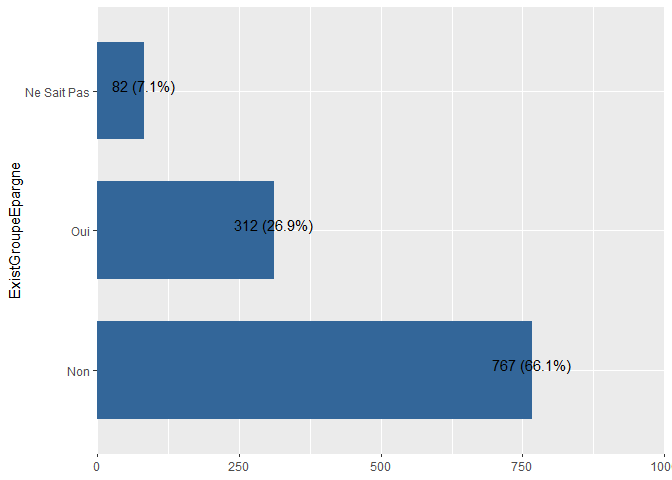 Ne Sait Pas
82 (7.1%)
Oui
312 (26.9%)
Non
767 (66.1%)
ExistGroupeEpargne
0
250
500
750
100